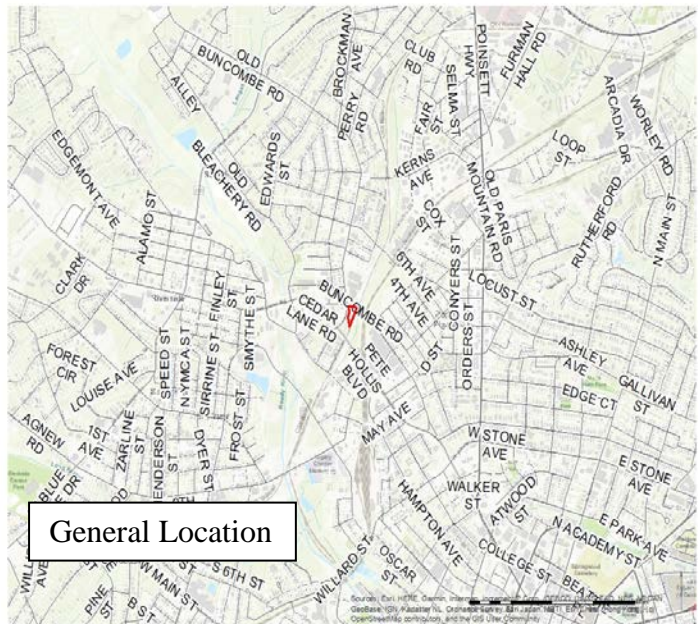 OLD
BUNCOMBE RD
BROCKMAN
AVE
PERRY
RD
CLUB
RD
SELMA ST
FAIR
ST
POINSETT
HWY
FURMAN
HALL RD
ARCADIA DR
WORLEY RD
LOOP
ST
RUTHERFORD
RD
N MAIN ST
ALLEY
OLD
BLEACHERY RD
EDWARDS
ST
KERNS
AVE
COX
ST
OLD PARIS
MOUNTAIN RD
EDGEMONT AVE
ALAMO ST
CLARK
DR
FINLEY
ST
SMYTHE ST
BUNCOMBE RD
CEDAR
LANE RD
6TH AVE
4TH AVE
CONYERS ST
LOCUST ST
ORDERS ST
D ST
PETE
HOLLIS
BLVD
ASHLEY
AVE
GALLIVAN
ST
EDGE CT
FOREST
CIR
LOUISE AVE
SPEED ST
N YMCA ST
SIRRINE ST
AGNEW
RD
1ST
AVE
ZARLINE
ST
HENDERSON
ST
DYER ST
FROST ST
MAY AVE
W STONE
AVE
E STONE
AVE
WALKER
ST
ATWOOD
ST
HAMPTON AVE
N ACADEMY ST
E PARK AVE
COLLEGE ST
General Location
WILLARD ST
OSCAR
ST
S 6TH ST
W MAIN ST
PINE
ST
B ST